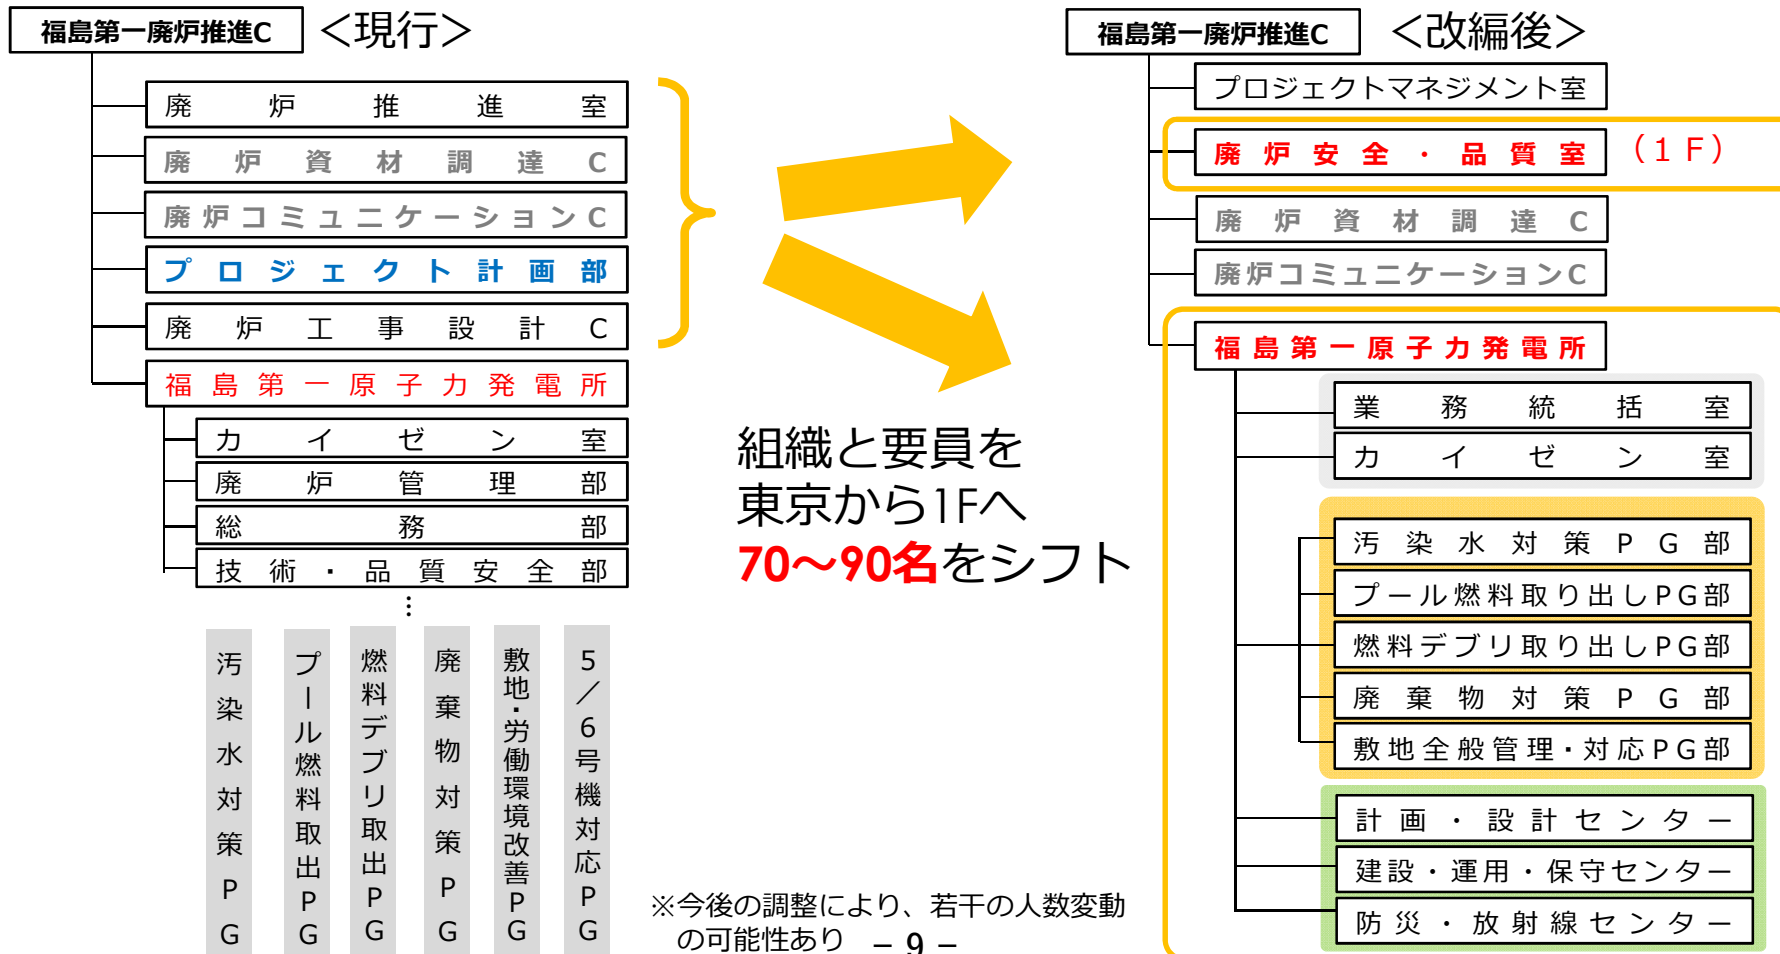 福島第一廃炉推進C
＜現行＞
廃炉推進室
廃炉資材調達C
廃炉コミュニケーションC
プロジェクト計画部
廃炉工事設計C
福島第一原子力発電所
カイゼン室
廃炉管理部
総務部
技術・品質安全部
⋮
汚染水対策PG
プール燃料取出PG
燃料デブリ取出PG
廃棄物対策PG
敷地・労働環境改善PG
5／6号機対応PG
組織と要員を
東京から1Fへ
70～90名をシフト
※今後の調整により、若干の人数変動
の可能性あり
－ 9 －
福島第一廃炉推進C
＜改編後＞
プロジェクトマネジメント室
廃炉安全・品質室
（1F）
廃炉資材調達C
廃炉コミュニケーションC
福島第一原子力発電所
業務統括室
カイゼン室
汚染水対策PG部
プール燃料取り出しPG部
燃料デブリ取り出しPG部
廃棄物対策PG部
敷地全般管理・対応PG部
計画・設計センター
建設・運用・保守センター
防災・放射線センター